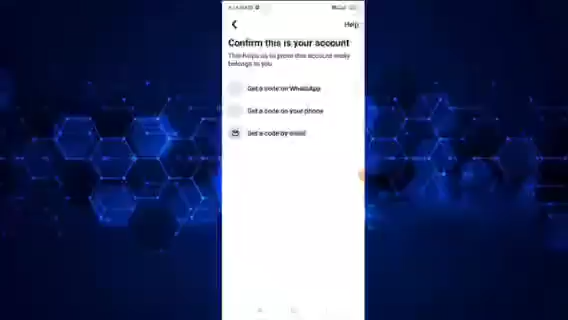 Help
Confirm this is your account
This helps us to prove this account really
belongs to you
Get a code on WhatsApp
Get a code on your phone
Get a code by email